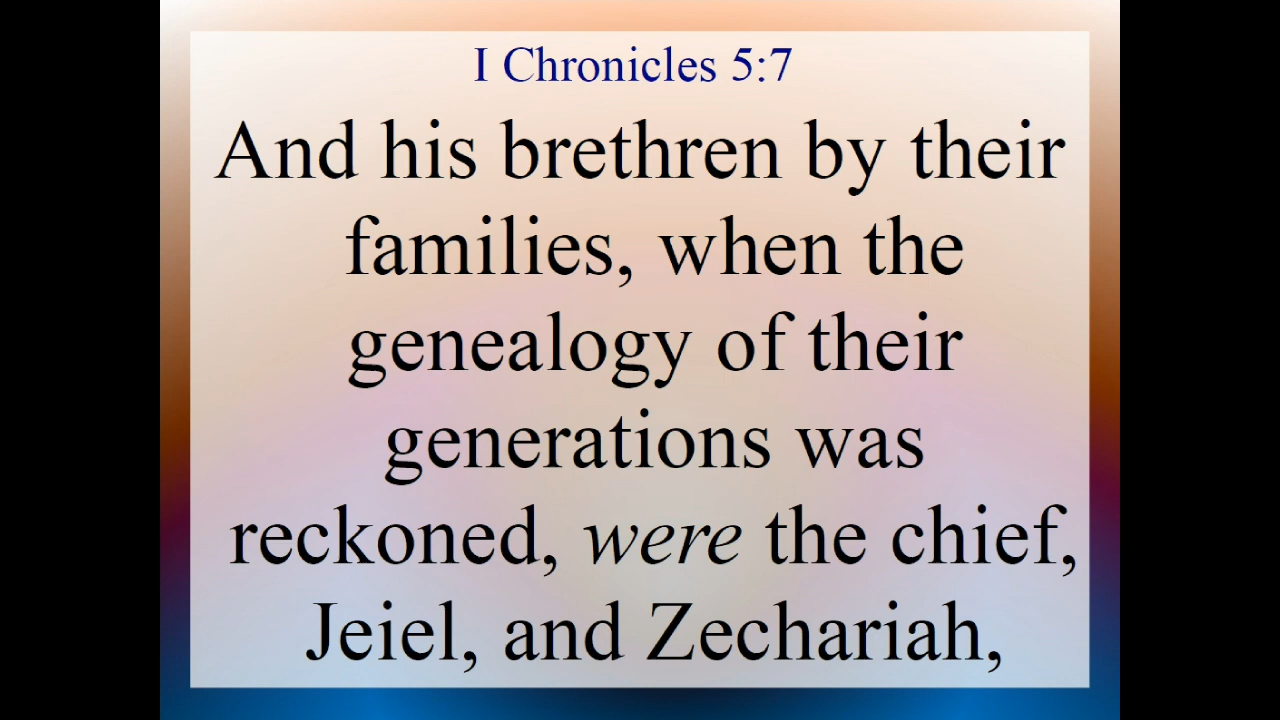 I Chronicles 5:7
And his brethren by their
families, when the
genealogy of their
generations was
reckoned, were the chief,
Jeiel, and Zechariah,